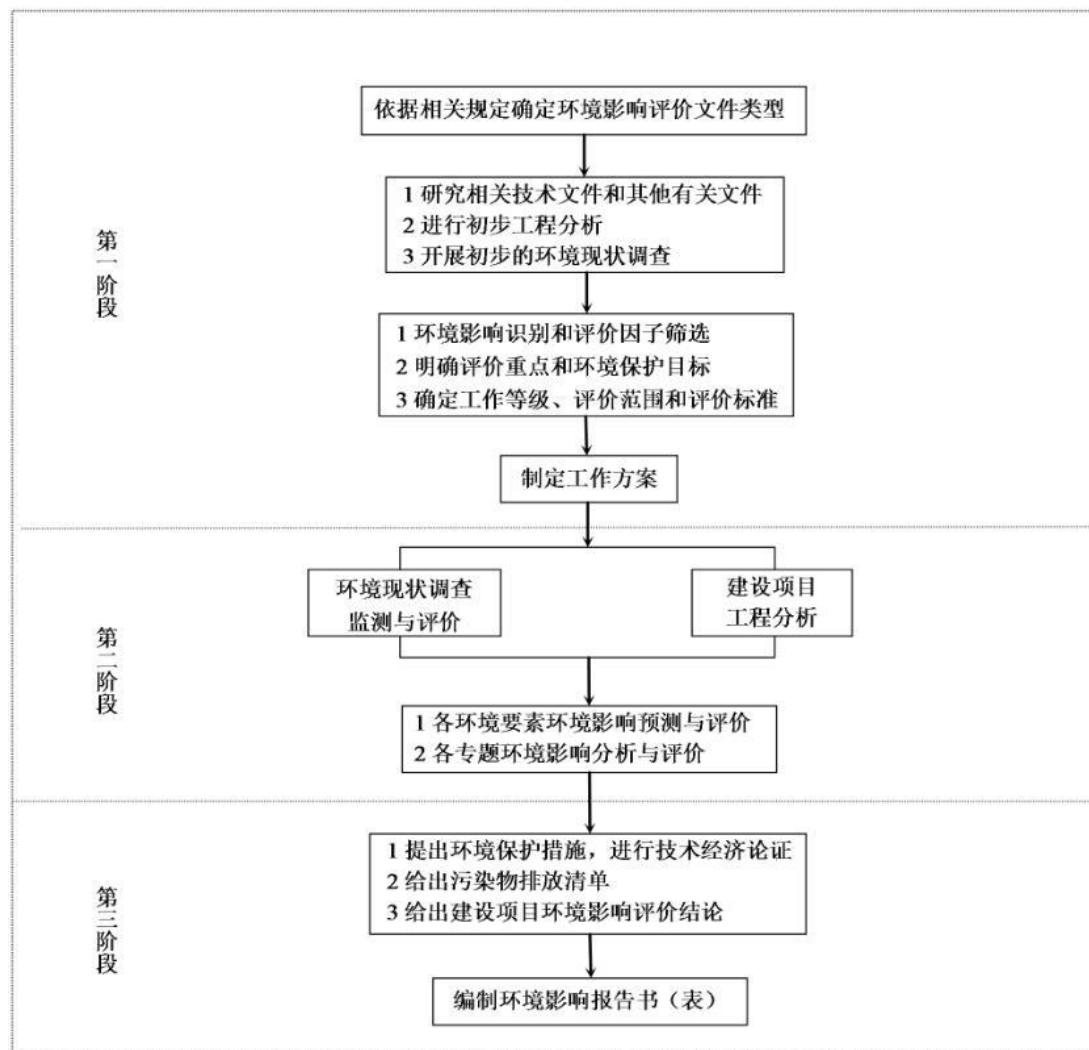 依据相关规定确定环境影响评价文件类型
1 研究相关技术文件和其他有关文件
2 进行初步工程分析
3 开展初步的环境现状调查
第一阶段
1 环境影响识别和评价因子筛选
2 明确评价重点和环境保护目标
3 确定工作等级、评价范围和评价标准
制定工作方案
环境现状调查
监测与评价
建设项目
工程分析
第二阶段
1 各环境要素环境影响预测与评价
2 各专题环境影响分析与评价
1 提出环境保护措施，进行技术经济论证
2 给出污染物排放清单
3 给出建设项目环境影响评价结论
第三阶段
编制环境影响报告书（表）